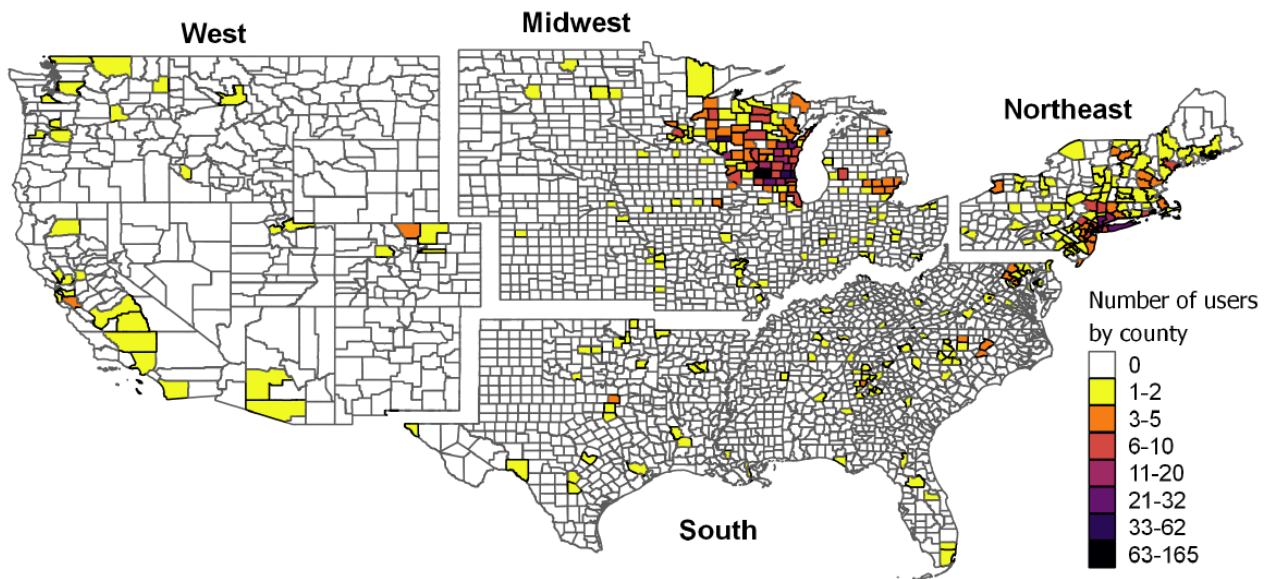 West
Midwest
Northeast
South
Number of users
by county
0
1-2
3-5
6-10
11-20
21-32
33-62
63-165